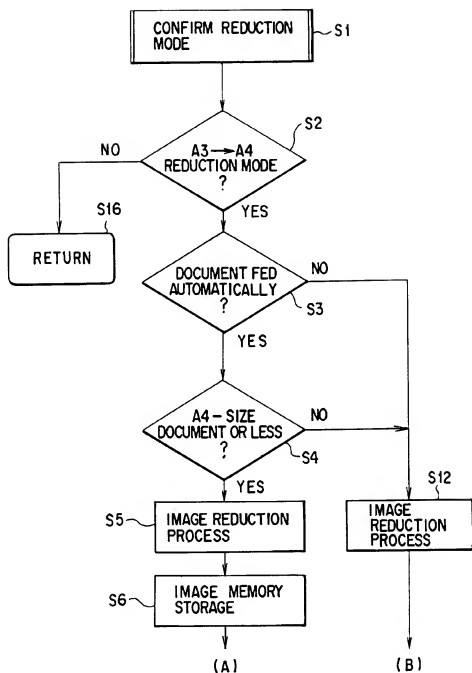 CONFIRM REDUCTION
MODE
S1
S2
NO
A3→A4
REDUCTION MODE
?
S16
YES
RETURN
DOCUMENT FED
AUTOMATICALLY
?
NO
S3
YES
A4-SIZE
DOCUMENT OR LESS
?
NO
S4
S12
YES
S5
IMAGE REDUCTION
PROCESS
IMAGE
REDUCTION
PROCESS
S6
IMAGE MEMORY
STORAGE
(A)
(B)